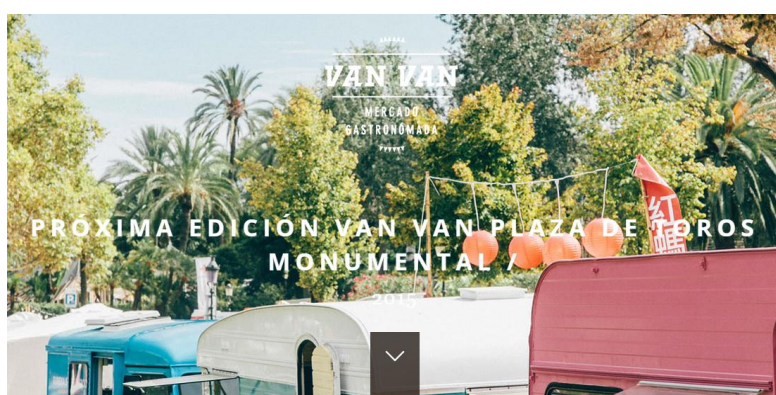 VAN VAN
MERCADO
GASTRONÓMADA
PRÓXIMA EDICIÓN VAN VAN PLAZA DE TOROS
MONUMENTAL /
2015
P